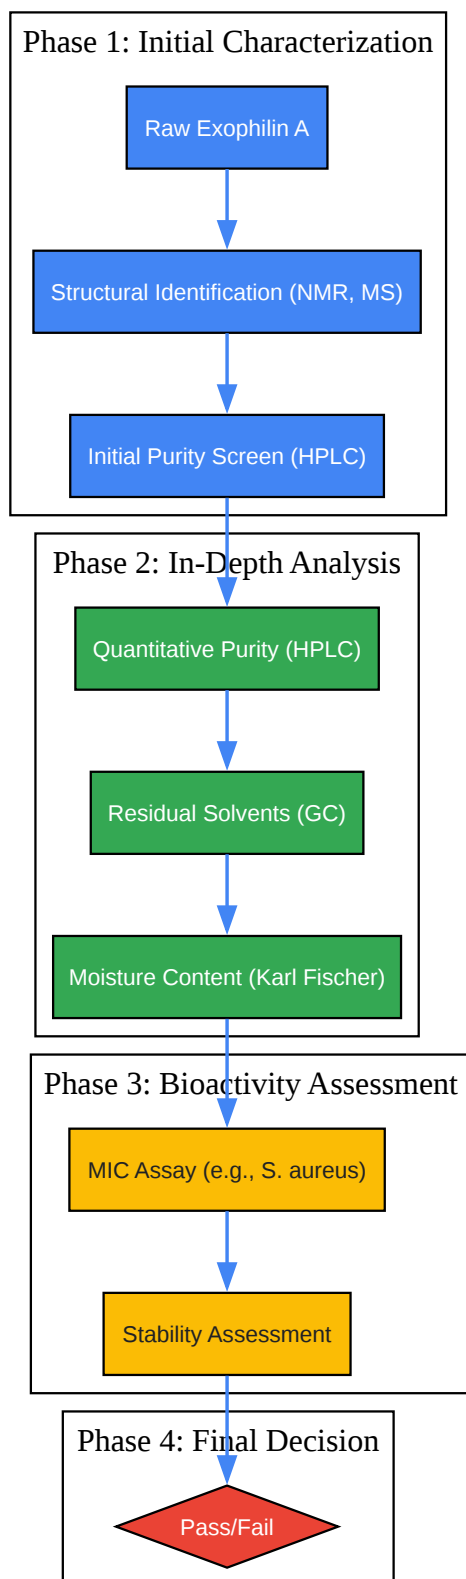 Phase 1: Initial Characterization
Raw Exophilin A
Structural Identification (NMR, MS)
Initial Purity Screen (HPLC)
Phase 2: In-Depth Analysis
Quantitative Purity (HPLC)
Residual Solvents (GC)
Moisture Content (Karl Fischer)
Phase 3: Bioactivity Assessment
MIC Assay (e.g., S. aureus)
Stability Assessment
Phase 4: Final Decision
Pass/Fail